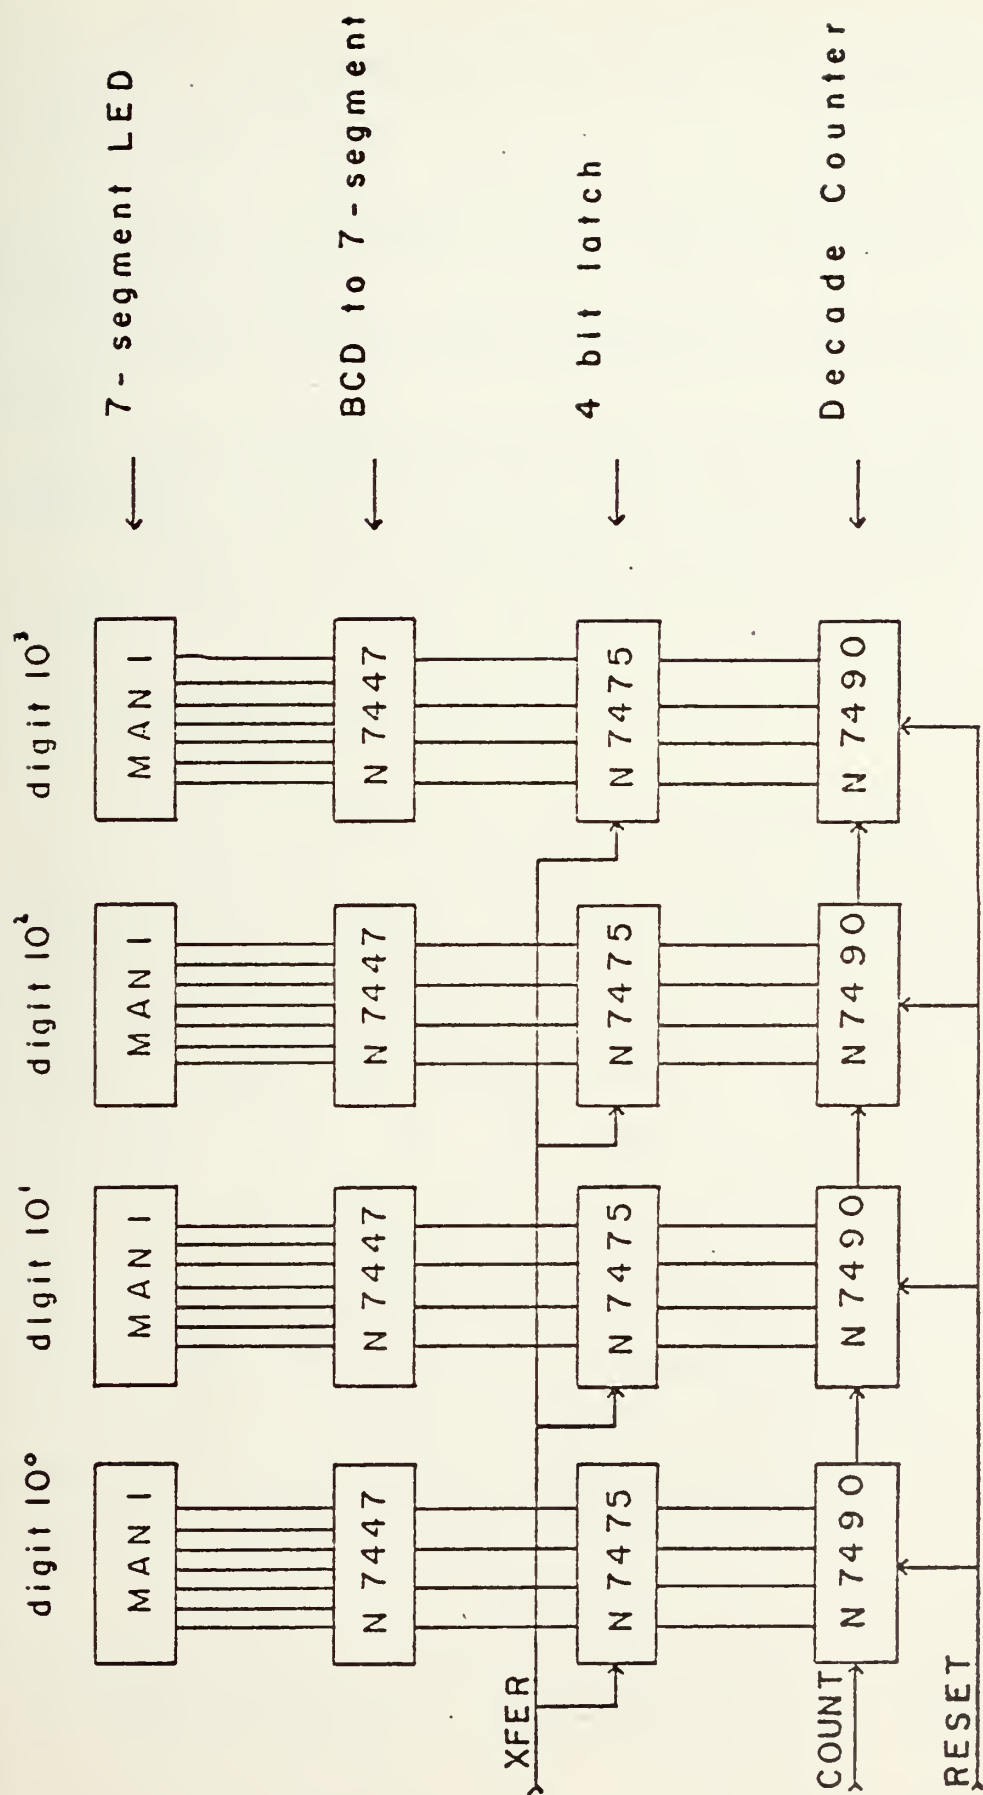 digit 10⁰
digit 10¹
digit 10²
digit 10³
MAN 1
MAN 1
MAN 1
MAN 1
7-segment LED
N 7447
N 7447
N 7447
N 7447
BCD to 7-segment
XFER
N 7475
N 7475
N 7475
N 7475
4 bit latch
COUNT
N 7490
N 7490
N7490
N 7490
Decade Counter
RESET